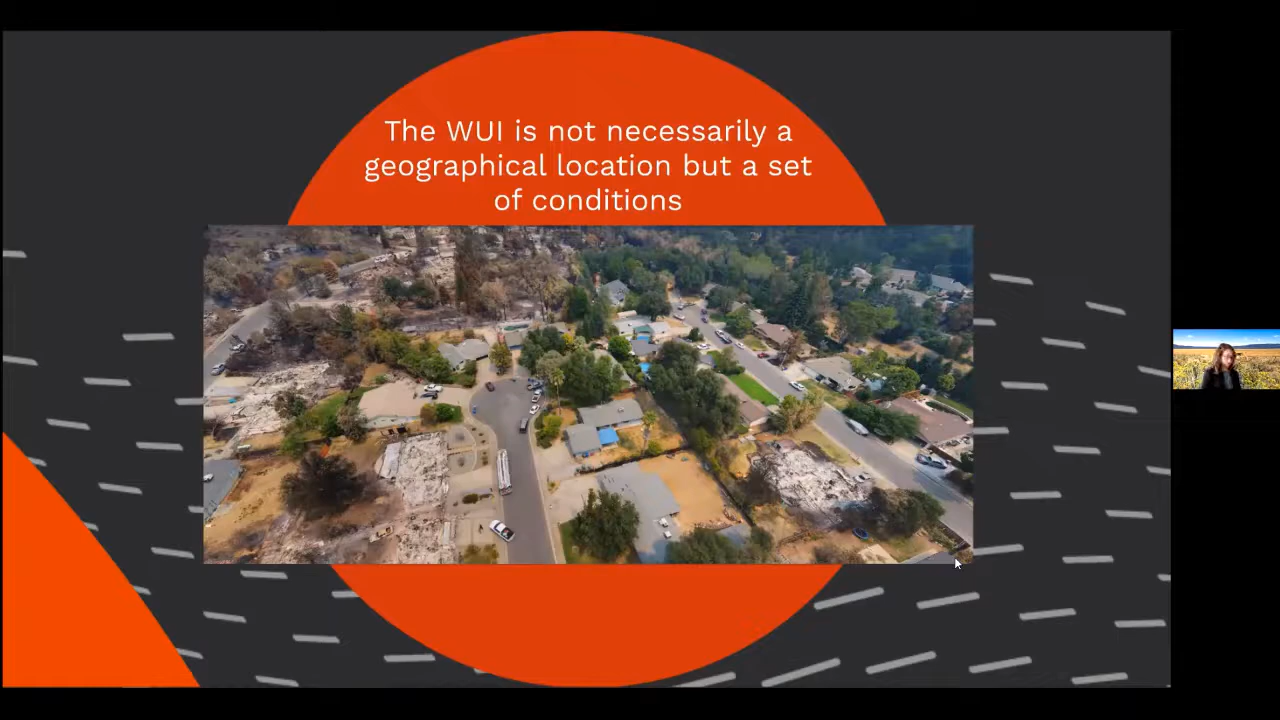 The WUI is not necessarily a
geographical location but a set
of conditions